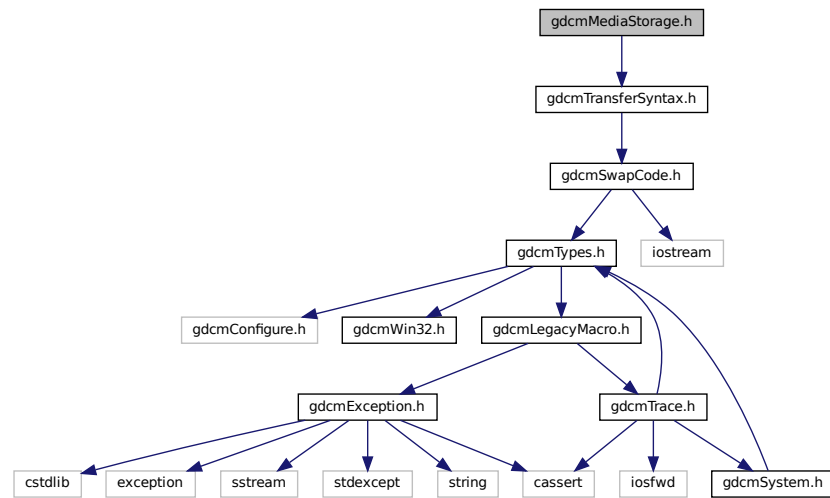 gdcmMediaStorage.h
gdcmTransferSyntax.h
gdcmSwapCode.h
gdcmTypes.h
iostream
gdcmConfigure.h
gdcmWin32.h
gdcmLegacyMacro.h
gdcmException.h
gdcmTrace.h
cstdlib
exception
sstream
stdexcept
string
cassert
iosfwd
gdcmSystem.h